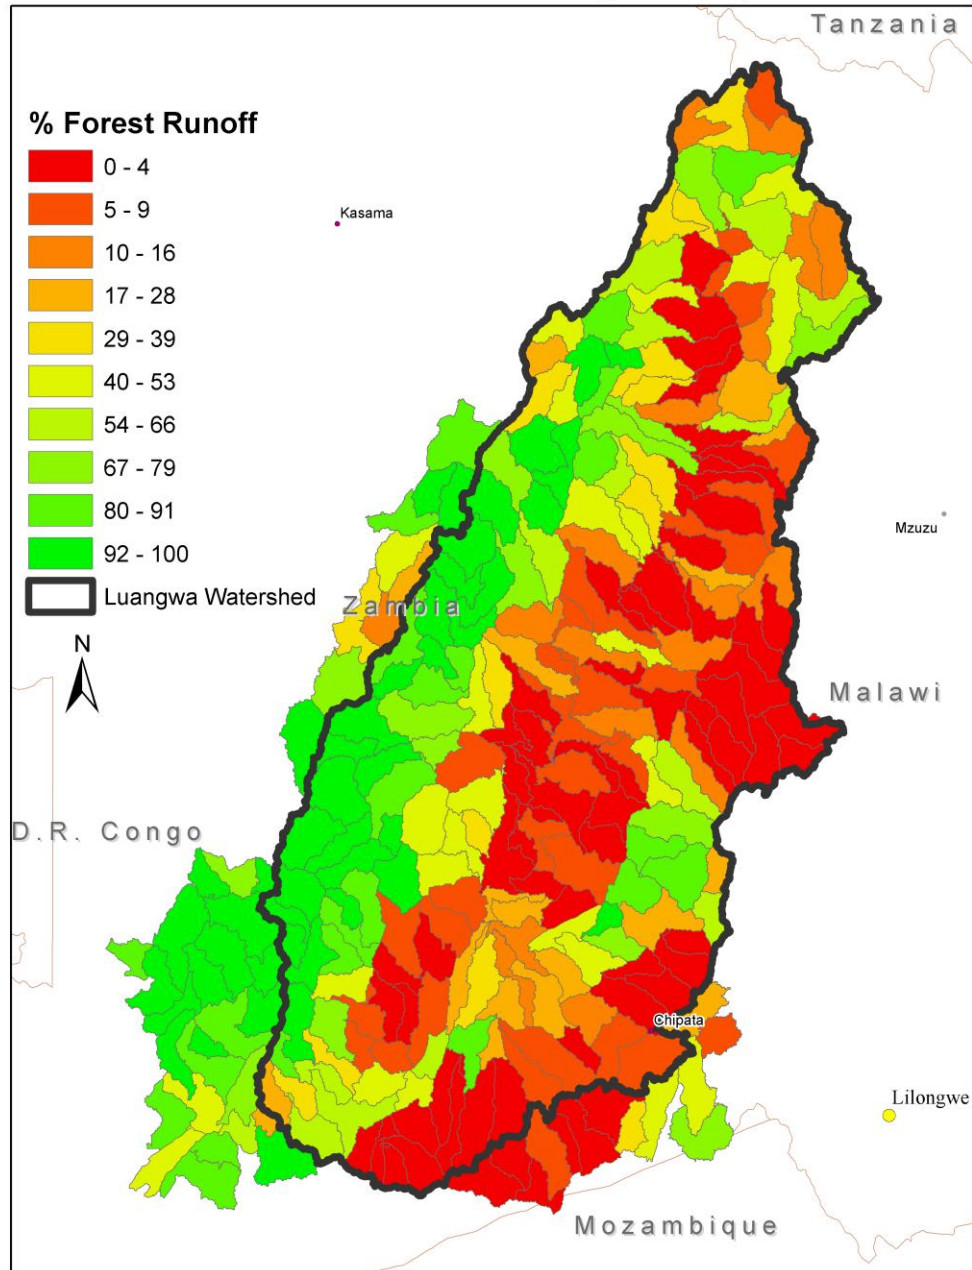 Tanzania
% Forest Runoff
0 - 4
5 - 9
10 - 16
17 - 28
29 - 39
40 - 53
54 - 66
67 - 79
80 - 91
92 - 100
Luangwa Watershed
N
Kasama
Mzuzu
Zambia
Malawi
D.R. Congo
Chipata
Lilongwe
Mozambique